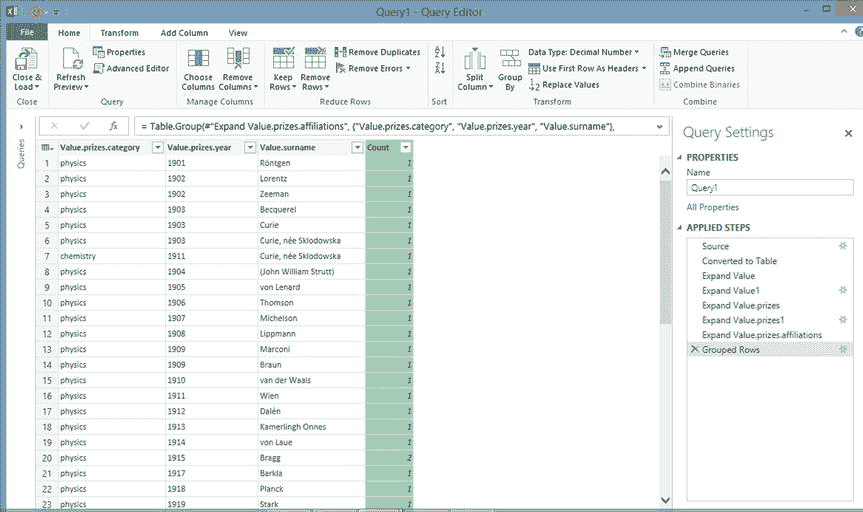 Query1 - Query Editor
File Home Transform Add Column View
Close & Load
Refresh Preview
Properties
Advanced Editor
Choose Columns
Remove Columns
Keep Rows
Remove Rows
Remove Duplicates
Remove Errors
Split Column
Group By
Data Type: Decimal Number
Use First Row As Headers
Replace Values
Merge Queries
Append Queries
Combine Binaries
Close Query Manage Columns Reduce Rows Sort Transform Combine
Queries
fx = Table.Group(#"Expand Value.prizes.affiliations", {"Value.prizes.category", "Value.prizes.year", "Value.surname"},
Value.prizes.category Value.prizes.year Value.surname Count
1 physics 1901 Röntgen 1
2 physics 1902 Lorentz 1
3 physics 1902 Zeeman 1
4 physics 1903 Becquerel 1
5 physics 1903 Curie 1
6 physics 1903 Curie, née Sklodowska 1
7 chemistry 1911 Curie, née Sklodowska 1
8 physics 1904 (John William Strutt) 1
9 physics 1905 von Lenard 1
10 physics 1906 Thomson 1
11 physics 1907 Michelson 1
12 physics 1908 Lippmann 1
13 physics 1909 Marconi 1
14 physics 1909 Braun 1
15 physics 1910 van der Waals 1
16 physics 1911 Wien 1
17 physics 1912 Dalén 1
18 physics 1913 Kamerlingh Onnes 1
19 physics 1914 von Laue 1
20 physics 1915 Bragg 2
21 physics 1917 Barkla 1
22 physics 1918 Planck 1
23 physics 1919 Stark 1
Query Settings
PROPERTIES
Name
Query1
All Properties
APPLIED STEPS
Source
Converted to Table
Expand Value
Expand Value1
Expand Value.prizes
Expand Value.prizes1
Expand Value.prizes.affiliations
Grouped Rows